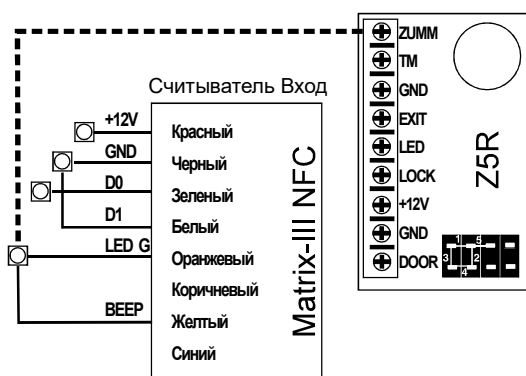 Считыватель Вход
+12V Красный
GND Черный
D0 Зеленый
D1 Белый
LED G Оранжевый
Коричневый
BEEP Желтый
Синий
Matrix-III NFC
ZUMM
TM
GND
EXIT
LED
LOCK
+12V
GND
DOOR
Z5R
1 5
3 2
4